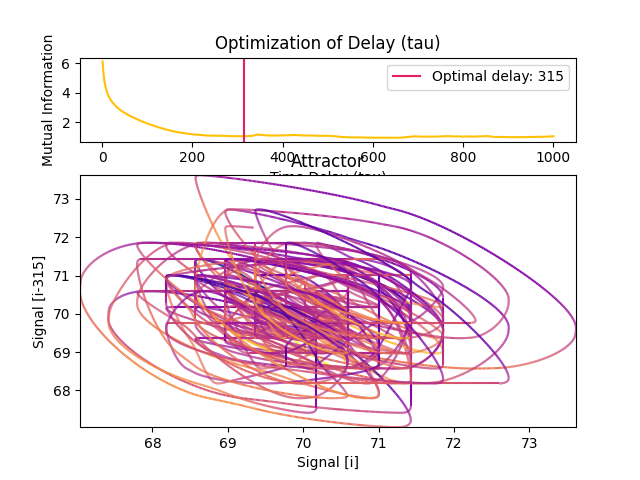 Optimization of Delay (tau)
Mutual Information
6
4
2
Optimal delay: 315
0 200 400 600 800 1000
Time Delay (tau)
Attractor
Signal [i-315]
73
72
71
70
69
68
68 69 70 71 72 73
Signal [i]